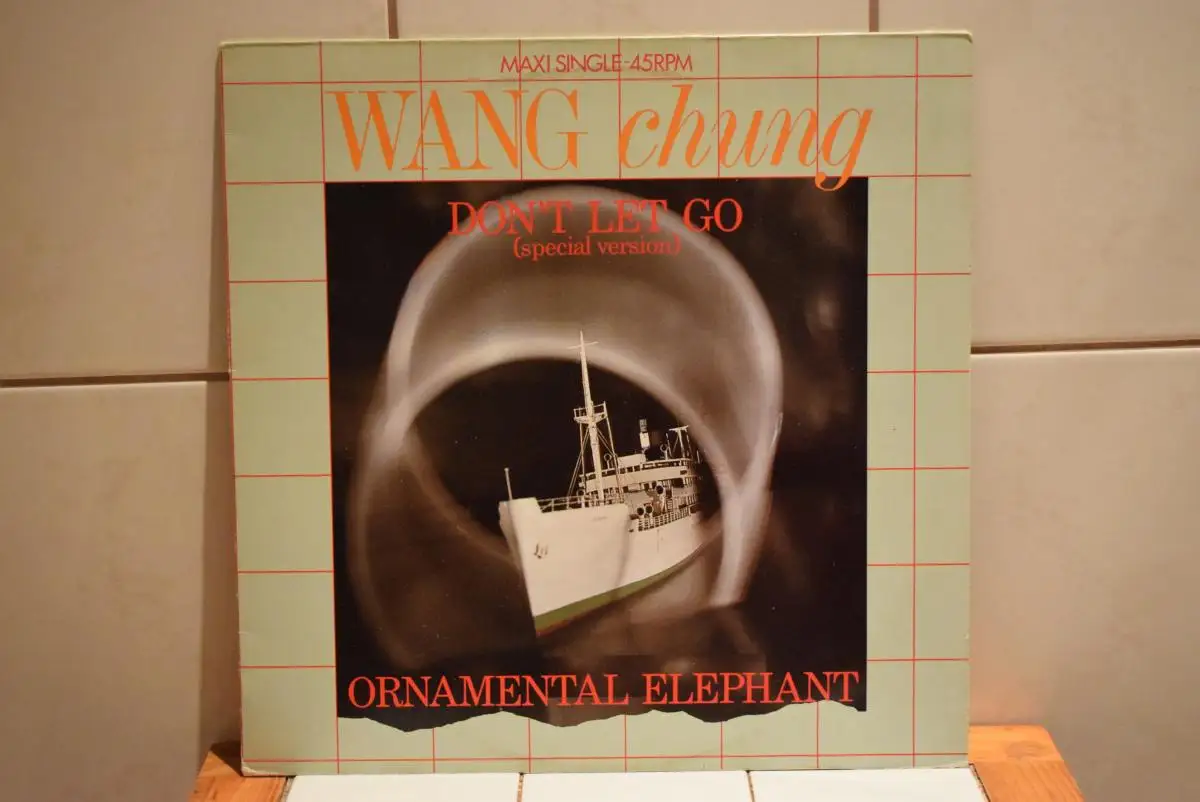 MAXI SINGLE-45RPM
WANG chung
DON'T LET GO
(special version)
ORNAMENTAL ELEPHANT